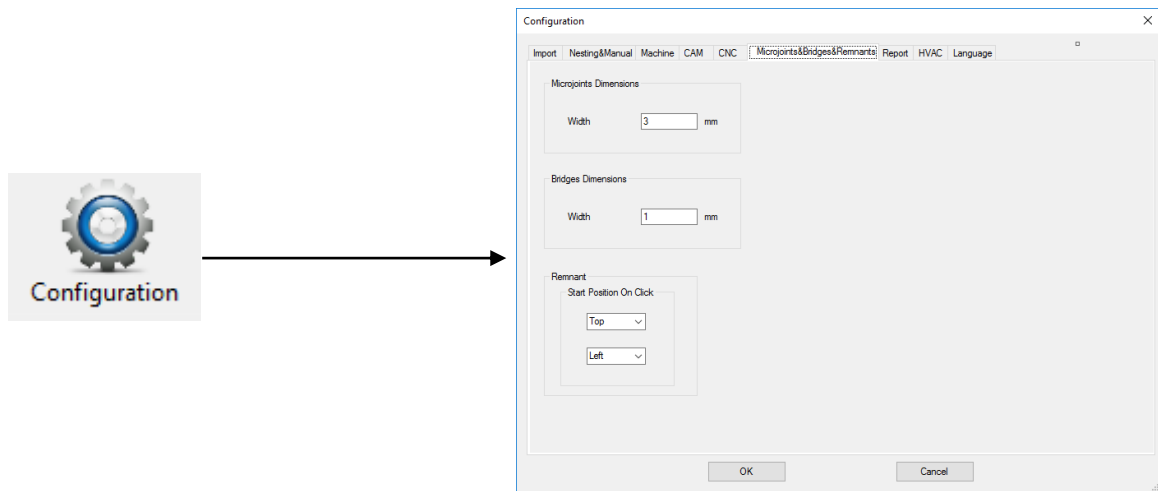 Configuration
Configuration
Import Nesting&Manual Machine CAM CNC Microjoints&Bridges&Remnants Report HVAC Language
Microjoints Dimensions
Width 3 mm
Bridges Dimensions
Width 1 mm
Remnant
Start Position On Click
Top
Left
OK Cancel